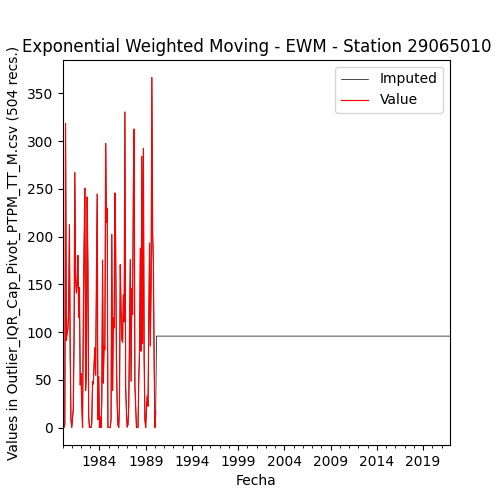 Exponential Weighted Moving - EWM - Station 29065010
Imputed
Value
Values in Outlier_IQR_Cap_Pivot_PTPM_TT_M.csv (504 recs.)
350
300
250
200
150
100
50
0
1984 1989 1994 1999 2004 2009 2014 2019
Fecha